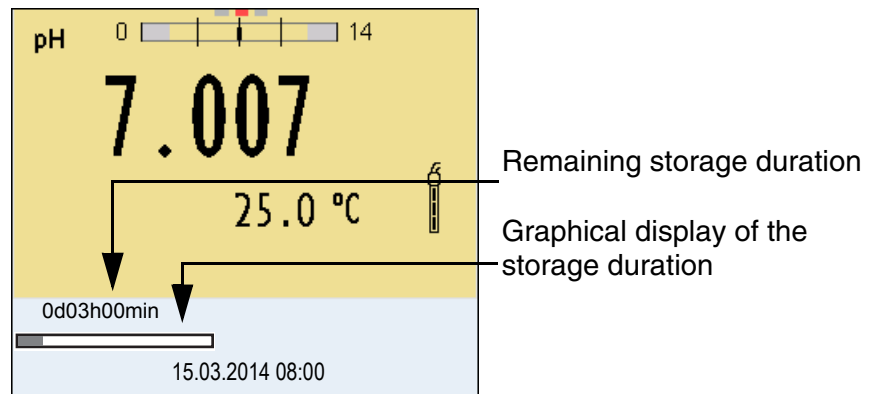 pH 0 14
7.007
25.0 °C
Remaining storage duration
Graphical display of the
storage duration
0d03h00min
15.03.2014 08:00